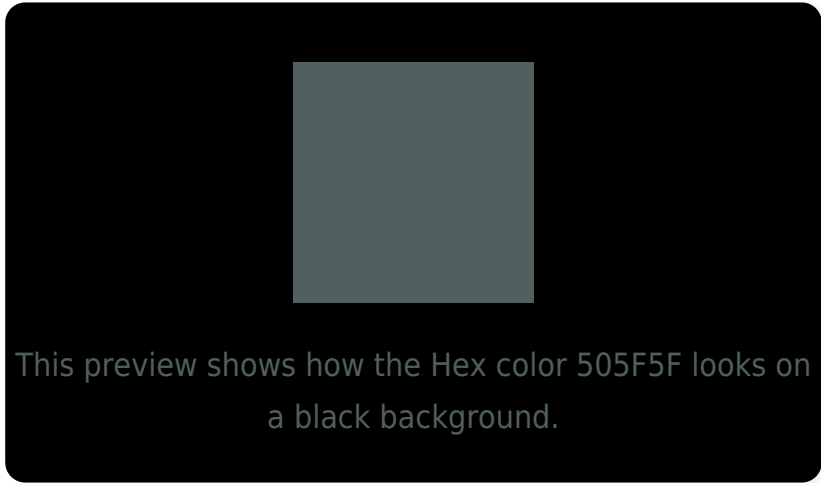 This preview shows how the Hex color 505F5F looks on
a black background.